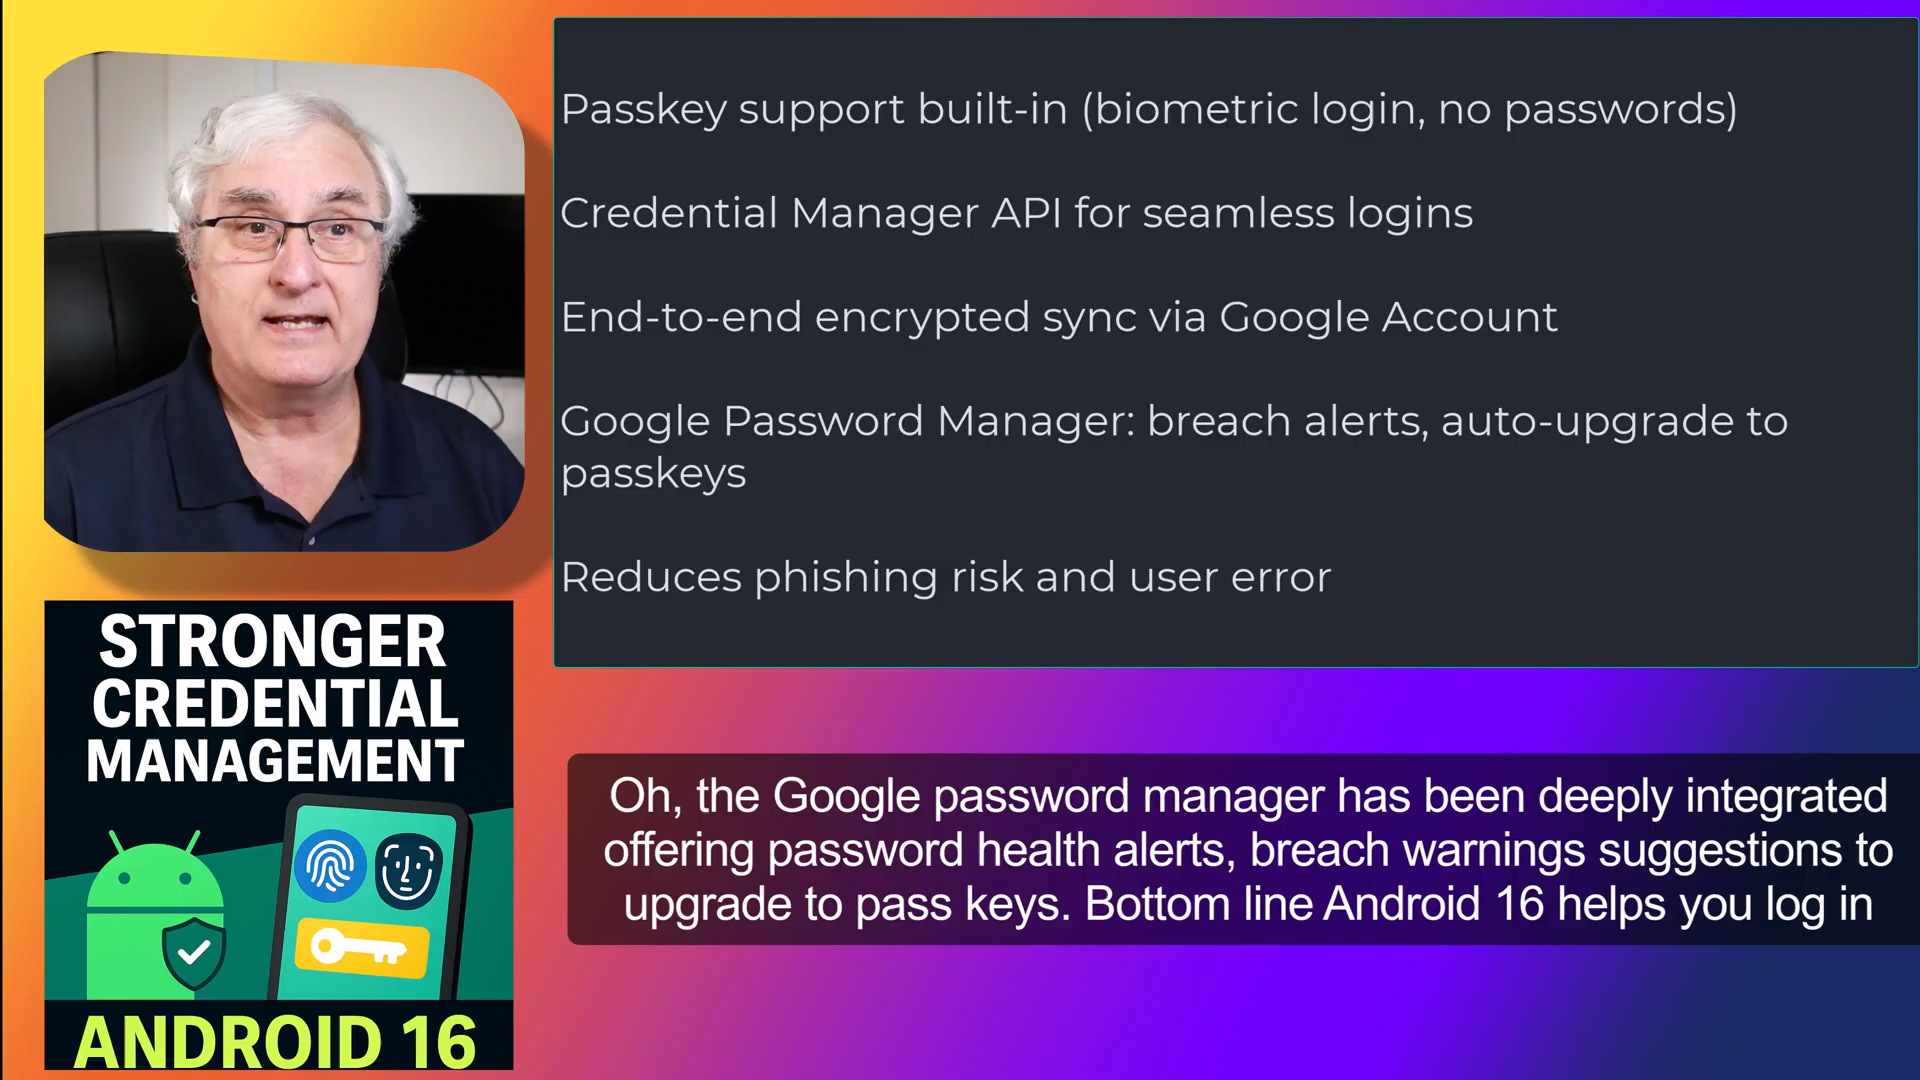 Passkey support built-in (biometric login, no passwords)
Credential Manager API for seamless logins
End-to-end encrypted sync via Google Account
Google Password Manager: breach alerts, auto-upgrade to
passkeys
Reduces phishing risk and user error
STRONGER
CREDENTIAL
MANAGEMENT
ANDROID 16
Oh, the Google password manager has been deeply integrated
offering password health alerts, breach warnings suggestions to
upgrade to pass keys. Bottom line Android 16 helps you log in